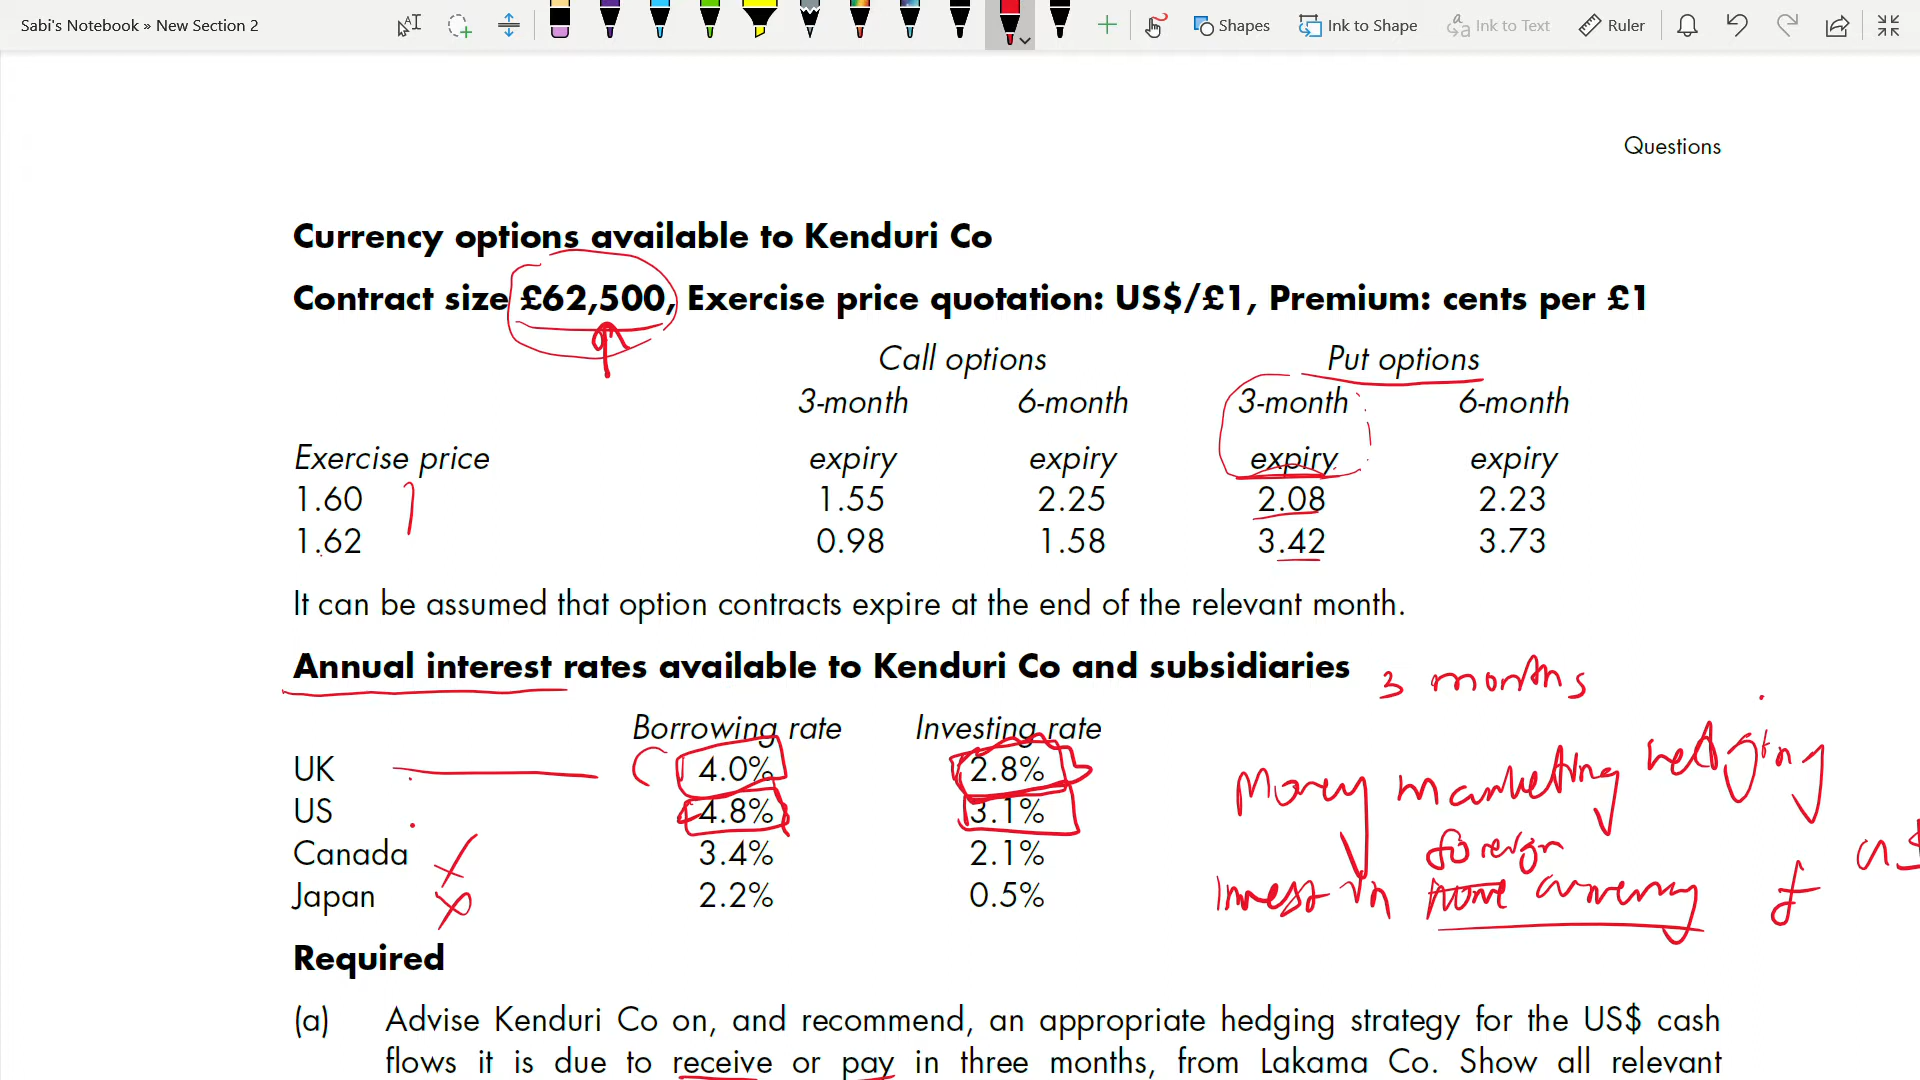 Sabi's Notebook » New Section 2
Shapes
Ink to Shape
Ink to Text
Ruler
Questions
Currency options available to Kenduri Co
Contract size £62,500, Exercise price quotation: US$/£1, Premium: cents per £1
Call options Put options
3-month 6-month 3-month 6-month
Exercise price expiry expiry expiry expiry
1.60 1.55 2.25 2.08 2.23
1.62 0.98 1.58 3.42 3.73
It can be assumed that option contracts expire at the end of the relevant month.
Annual interest rates available to Kenduri Co and subsidiaries
3 months
Borrowing rate Investing rate
UK 4.0% 2.8%
US 4.8% 3.1%
Canada 3.4% 2.1%
Japan 2.2% 0.5%
Money marketing hedging
foreign
Invest in home currency £
Required
(a) Advise Kenduri Co on, and recommend, an appropriate hedging strategy for the US$ cash
flows it is due to receive or pay in three months, from Lakama Co. Show all relevant